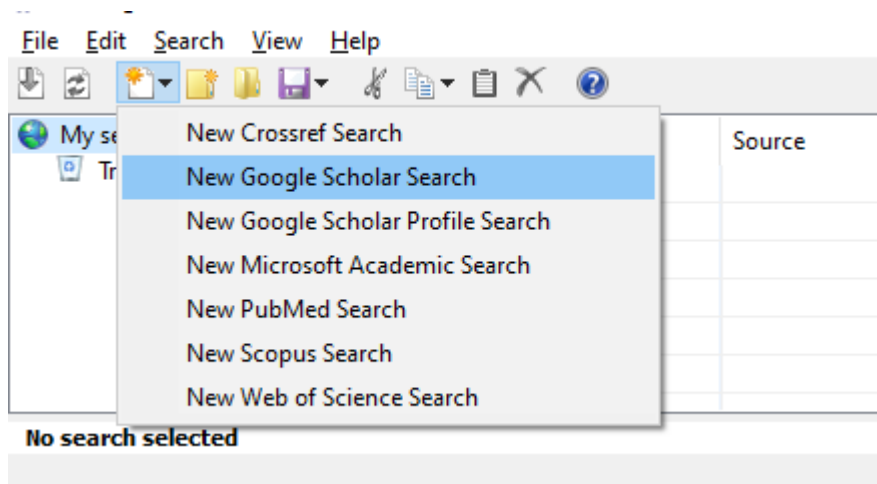 File Edit Search View Help
My se
Tr
Source
New Crossref Search
New Google Scholar Search
New Google Scholar Profile Search
New Microsoft Academic Search
New PubMed Search
New Scopus Search
New Web of Science Search
No search selected